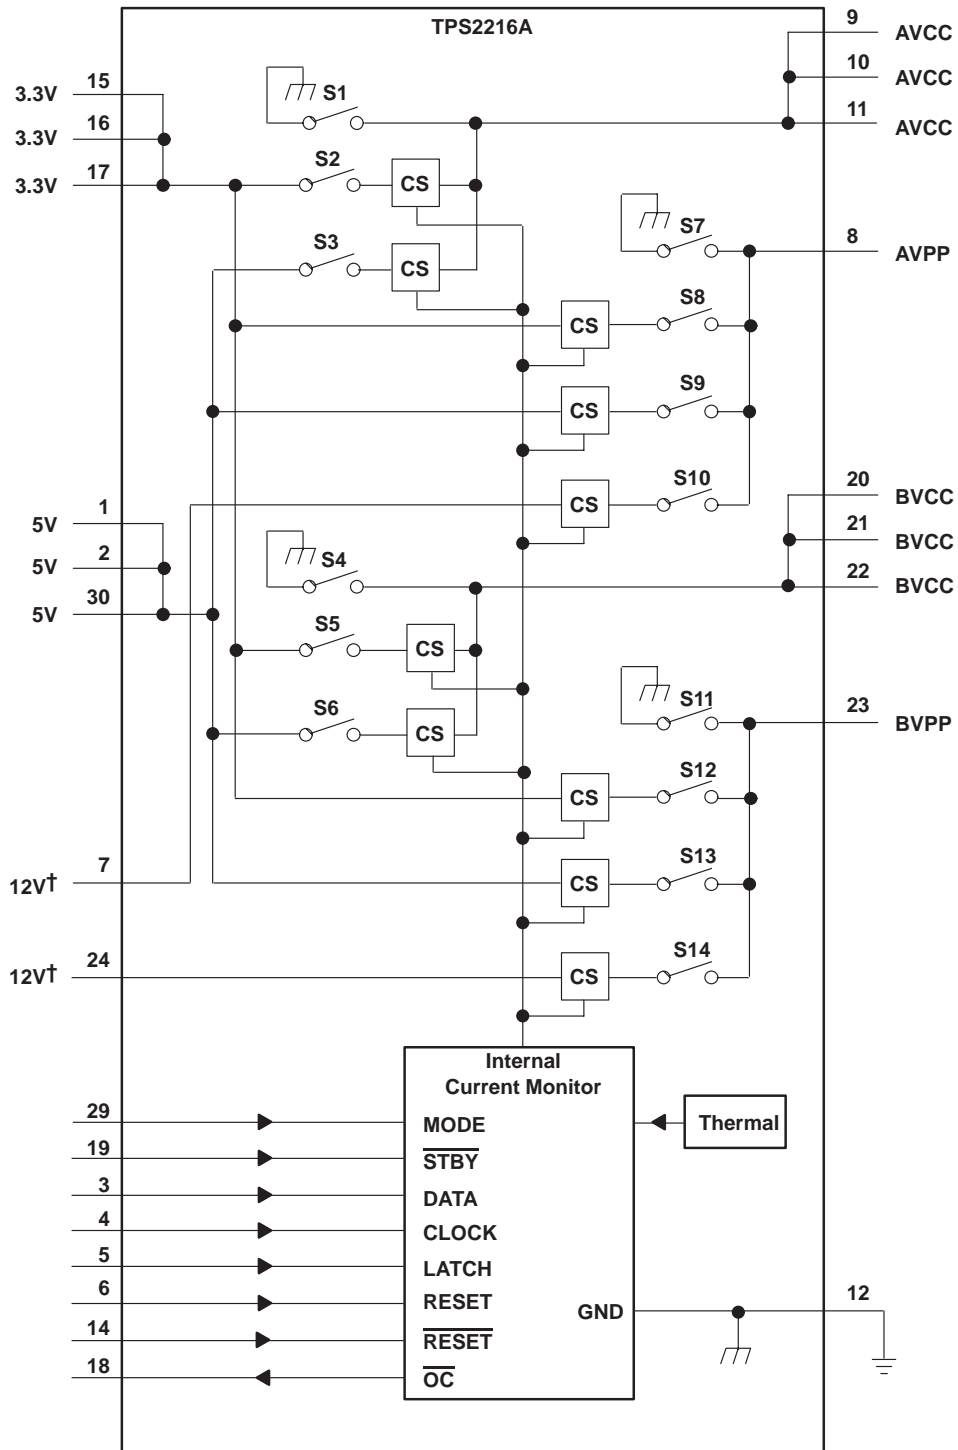 TPS2216A
9
AVCC
10
AVCC
11
AVCC
15
3.3V
16
3.3V
17
3.3V
S1
S2
CS
S3
CS
S7
8
AVPP
CS
S8
CS
S9
CS
S10
1
5V
2
5V
30
5V
20
BVCC
21
BVCC
22
BVCC
S4
S5
CS
S6
CS
S11
23
BVPP
CS
S12
CS
S13
CS
S14
7
12V†
24
12V†
Internal
Current Monitor
Thermal
29
MODE
19
STBY
3
DATA
4
CLOCK
5
LATCH
6
RESET
14
RESET
18
OC
GND
12